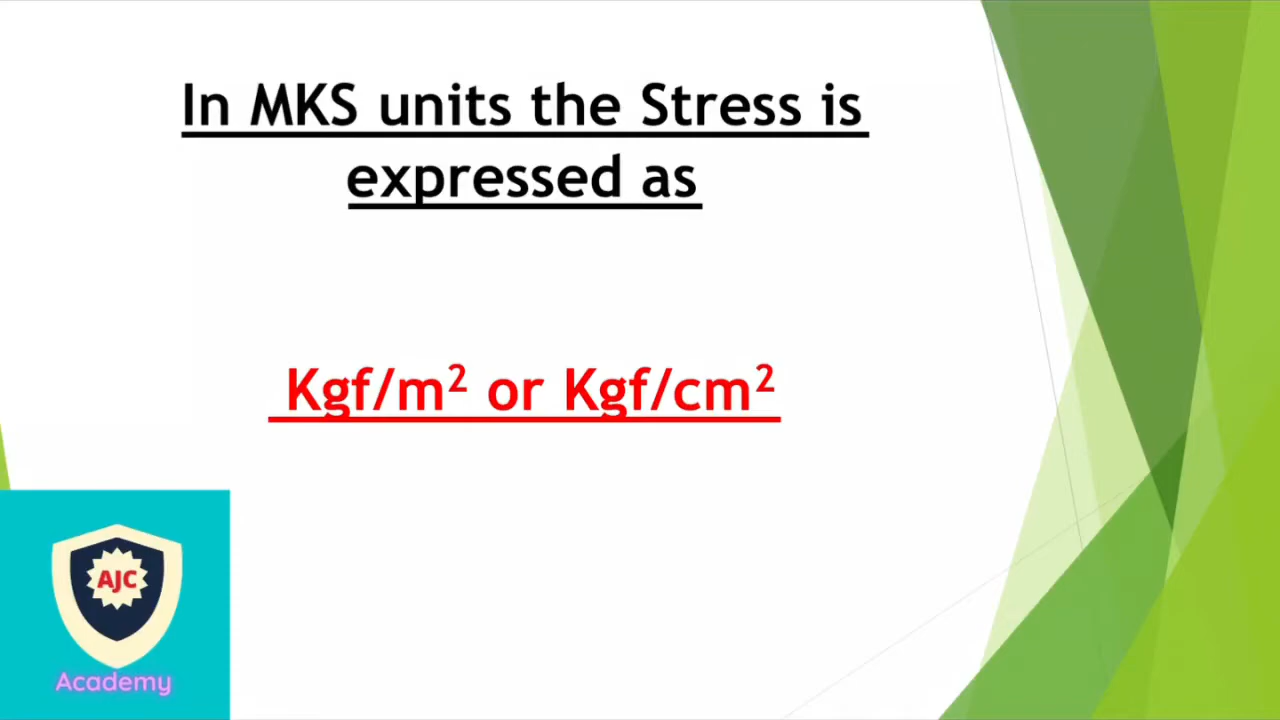 In MKS units the Stress is
expressed as
Kgf/m² or Kgf/cm²
AJC
Academy